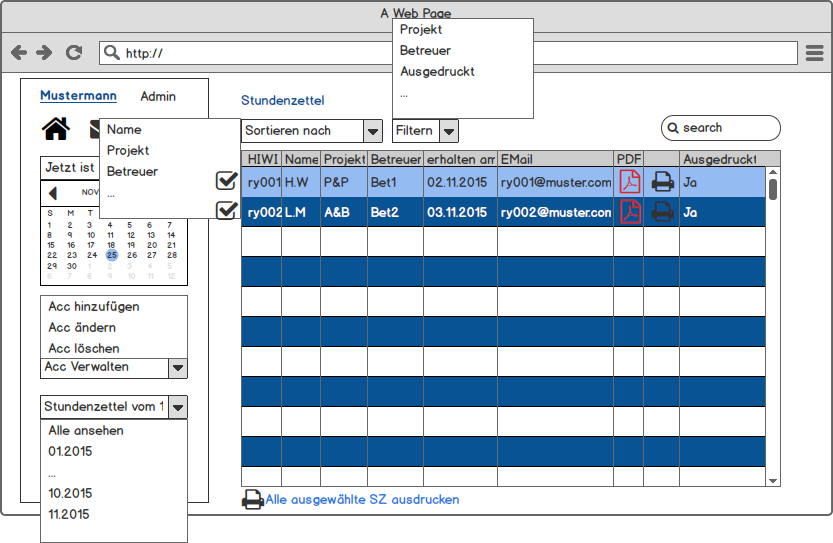 A Web Page
http://
Projekt
Betreuer
Ausgedruckt
...
Mustermann Admin
Stundenzettel
Name
Projekt
Betreuer
...
Sortieren nach
Filtern
search
Jetzt ist
NOV
S M T
1 2 3 4 5 6 7
8 9 10 11 12 13 14
15 16 17 18 19 20 21
22 23 24 25 26 27 28
29 30 1 2 3 4 5
6 7 8 9 10 11 12
HIWI Name Projekt Betreuer erhalten am EMail PDF Ausgedruckt
ry001 H.W P&P Bet1 02.11.2015 ry001@muster.com Ja
ry002 L.M A&B Bet2 03.11.2015 ry002@muster.com Ja
Acc hinzufügen
Acc ändern
Acc löschen
Acc Verwalten
Stundenzettel vom 1
Alle ansehen
01.2015
...
10.2015
11.2015
Alle ausgewählte SZ ausdrucken